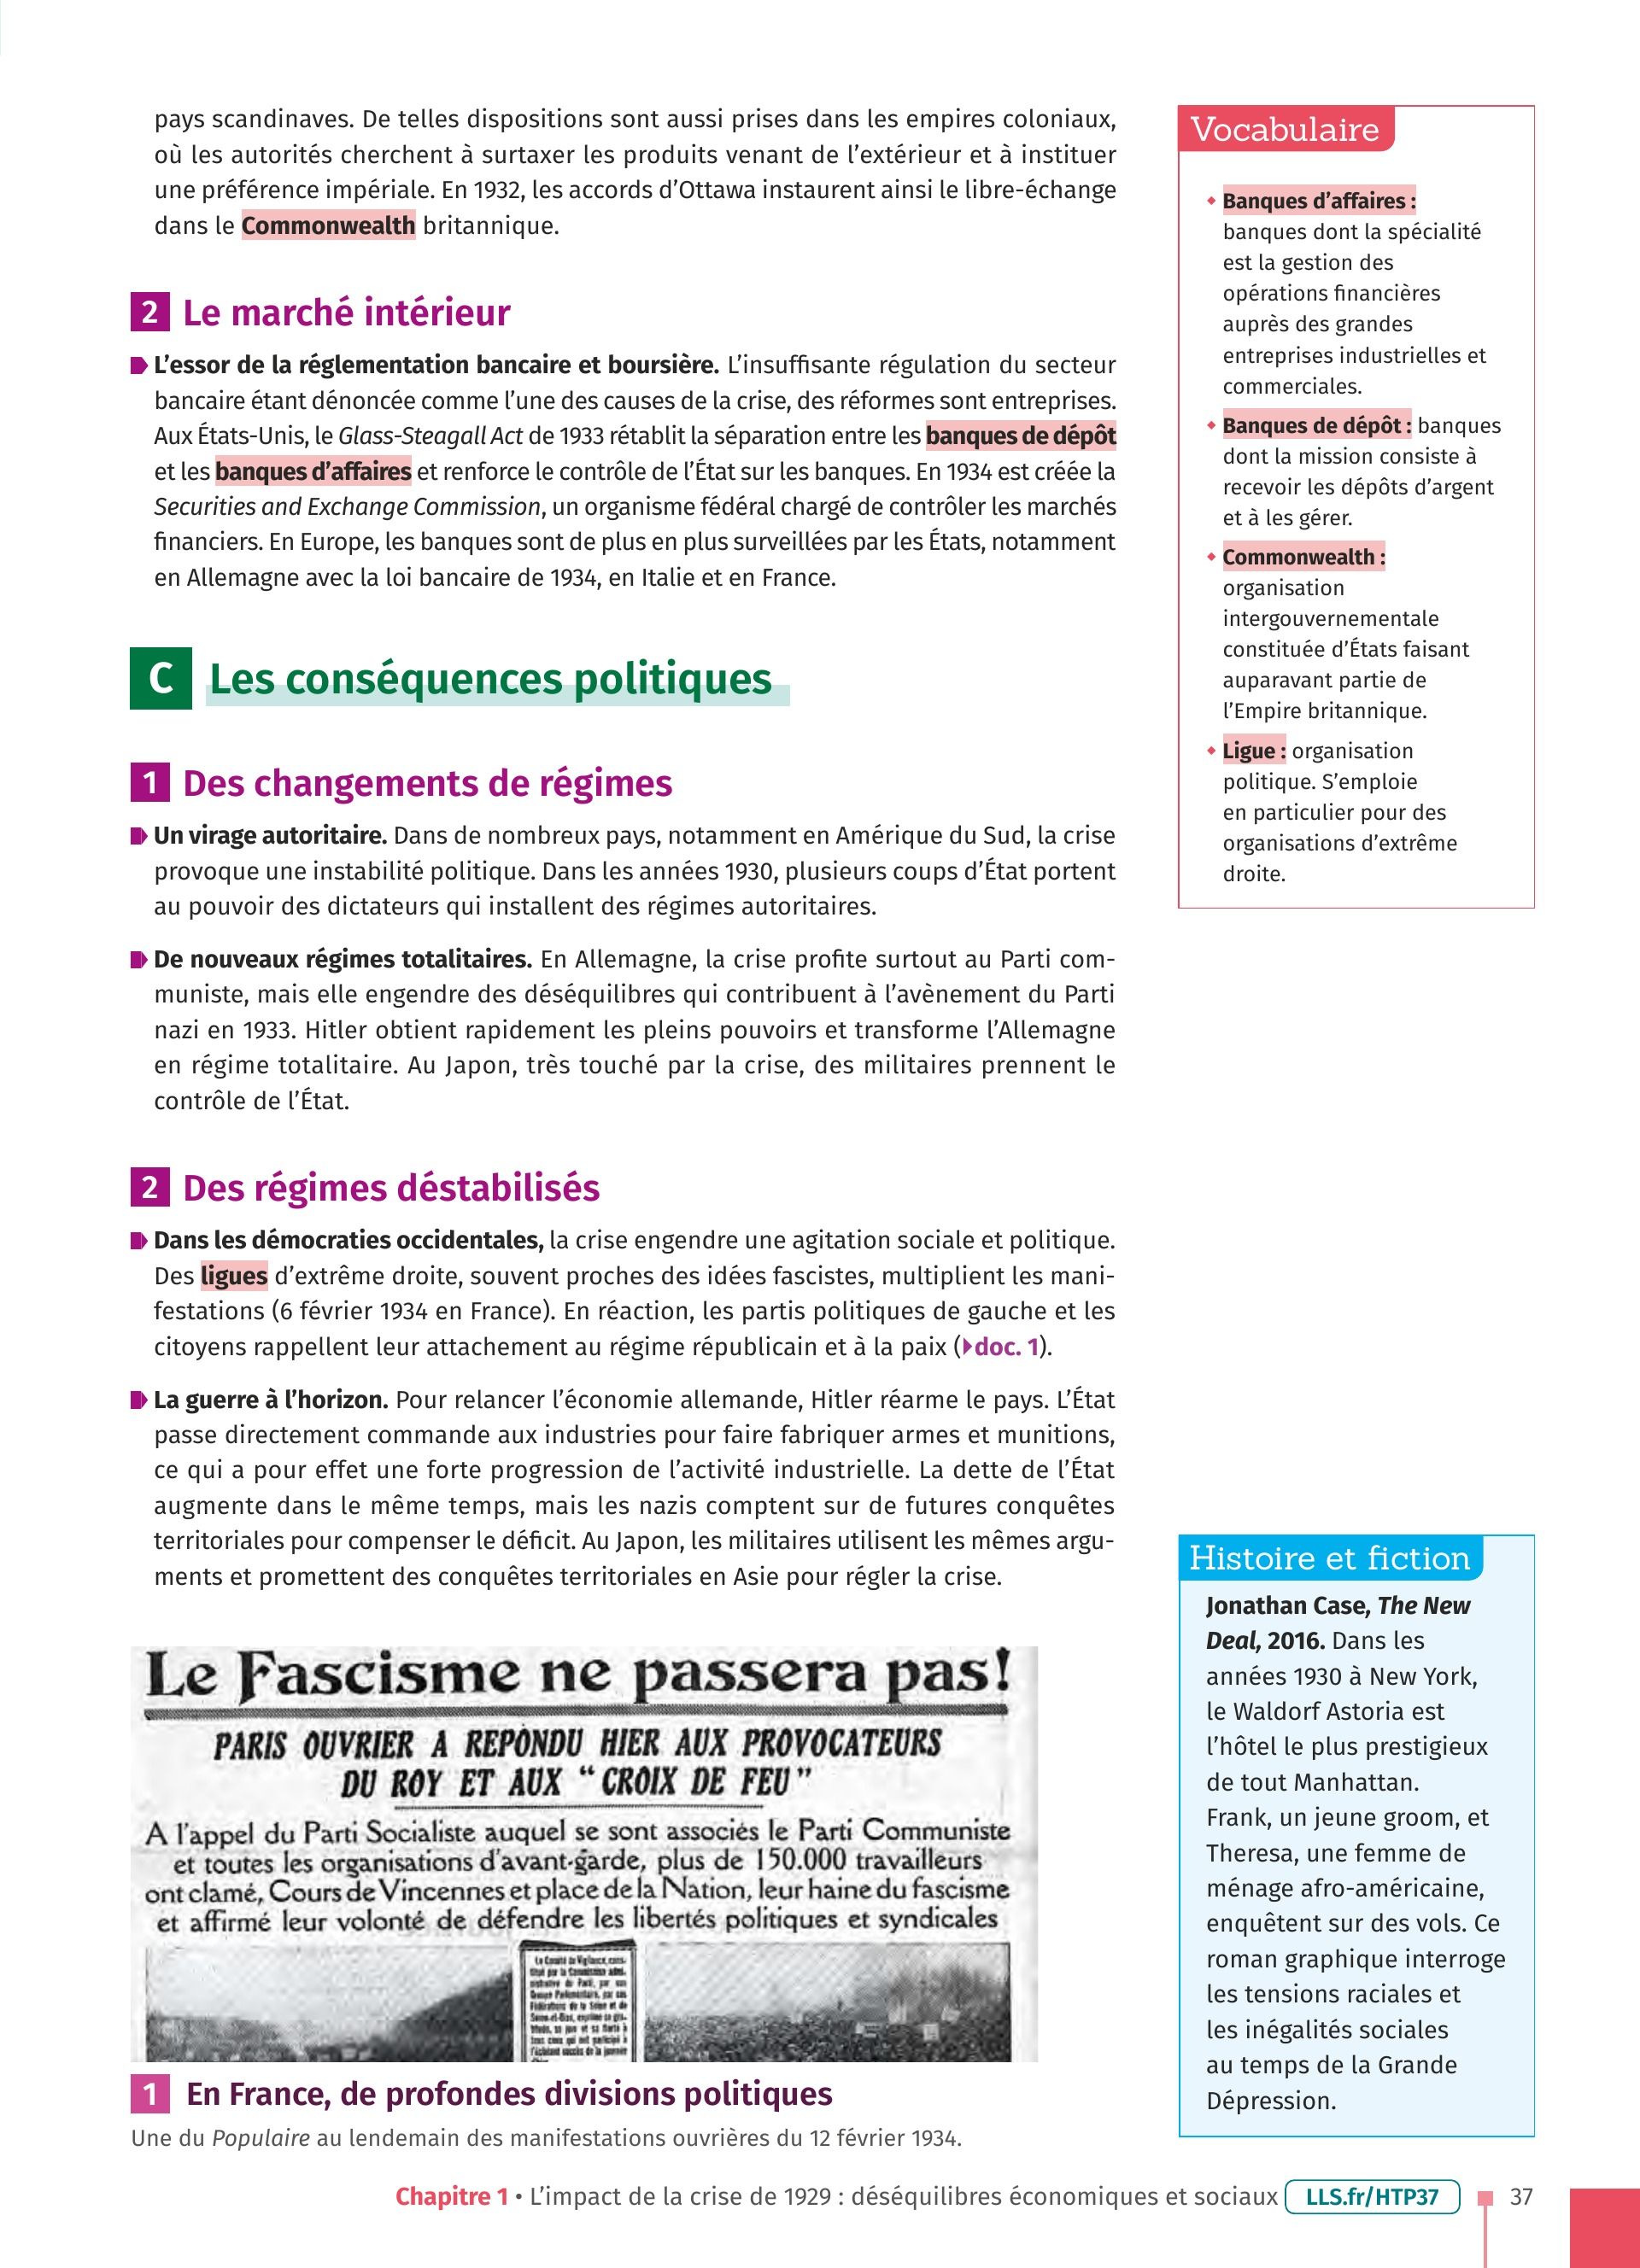 pays scandinaves. De telles dispositions sont aussi prises dans les empires coloniaux,
où les autorités cherchent à surtaxer les produits venant de l’extérieur et à instituer
une préférence impériale. En 1932, les accords d’Ottawa instaurent ainsi le libre-échange
dans le Commonwealth britannique.
2 Le marché intérieur
L’essor de la réglementation bancaire et boursière. L’insuffisante régulation du secteur
bancaire étant dénoncée comme l’une des causes de la crise, des réformes sont entreprises.
Aux États-Unis, le Glass-Steagall Act de 1933 rétablit la séparation entre les banques de dépôt
et les banques d’affaires et renforce le contrôle de l’État sur les banques. En 1934 est créée la
Securities and Exchange Commission, un organisme fédéral chargé de contrôler les marchés
financiers. En Europe, les banques sont de plus en plus surveillées par les États, notamment
en Allemagne avec la loi bancaire de 1934, en Italie et en France.
C Les conséquences politiques
1 Des changements de régimes
Un virage autoritaire. Dans de nombreux pays, notamment en Amérique du Sud, la crise
provoque une instabilité politique. Dans les années 1930, plusieurs coups d’État portent
au pouvoir des dictateurs qui installent des régimes autoritaires.
De nouveaux régimes totalitaires. En Allemagne, la crise profite surtout au Parti com-
muniste, mais elle engendre des déséquilibres qui contribuent à l’avènement du Parti
nazi en 1933. Hitler obtient rapidement les pleins pouvoirs et transforme l’Allemagne
en régime totalitaire. Au Japon, très touché par la crise, des militaires prennent le
contrôle de l’État.
2 Des régimes déstabilisés
Dans les démocraties occidentales, la crise engendre une agitation sociale et politique.
Des ligues d’extrême droite, souvent proches des idées fascistes, multiplient les mani-
festations (6 février 1934 en France). En réaction, les partis politiques de gauche et les
citoyens rappellent leur attachement au régime républicain et à la paix (doc. 1).
La guerre à l’horizon. Pour relancer l’économie allemande, Hitler réarme le pays. L’État
passe directement commande aux industries pour faire fabriquer armes et munitions,
ce qui a pour effet une forte progression de l’activité industrielle. La dette de l’État
augmente dans le même temps, mais les nazis comptent sur de futures conquêtes
territoriales pour compenser le déficit. Au Japon, les militaires utilisent les mêmes argu-
ments et promettent des conquêtes territoriales en Asie pour régler la crise.
Le Fascisme ne passera pas!
PARIS OUVRIER A REPONDU HIER AUX PROVOCATEURS
DU ROY ET AUX “ CROIX DE FEU ”
A l’appel du Parti Socialiste auquel se sont associés le Parti Communiste
et toutes les organisations d’avant-garde, plus de 150.000 travailleurs
ont clamé, Cours de Vincennes et place de la Nation, leur haine du fascisme
et affirmé leur volonté de défendre les libertés politiques et syndicales
1 En France, de profondes divisions politiques
Une du Populaire au lendemain des manifestations ouvrières du 12 février 1934.
Vocabulaire
Banques d’affaires :
banques dont la spécialité
est la gestion des
opérations financières
auprès des grandes
entreprises industrielles et
commerciales.
Banques de dépôt : banques
dont la mission consiste à
recevoir les dépôts d’argent
et à les gérer.
Commonwealth :
organisation
intergouvernementale
constituée d’États faisant
auparavant partie de
l’Empire britannique.
Ligue : organisation
politique. S’emploie
en particulier pour des
organisations d’extrême
droite.
Histoire et fiction
Jonathan Case, The New
Deal, 2016. Dans les
années 1930 à New York,
le Waldorf Astoria est
l’hôtel le plus prestigieux
de tout Manhattan.
Frank, un jeune groom, et
Theresa, une femme de
ménage afro-américaine,
enquêtent sur des vols. Ce
roman graphique interroge
les tensions raciales et
les inégalités sociales
au temps de la Grande
Dépression.
Chapitre 1 • L’impact de la crise de 1929 : déséquilibres économiques et sociaux LLS.fr/HTP37 37